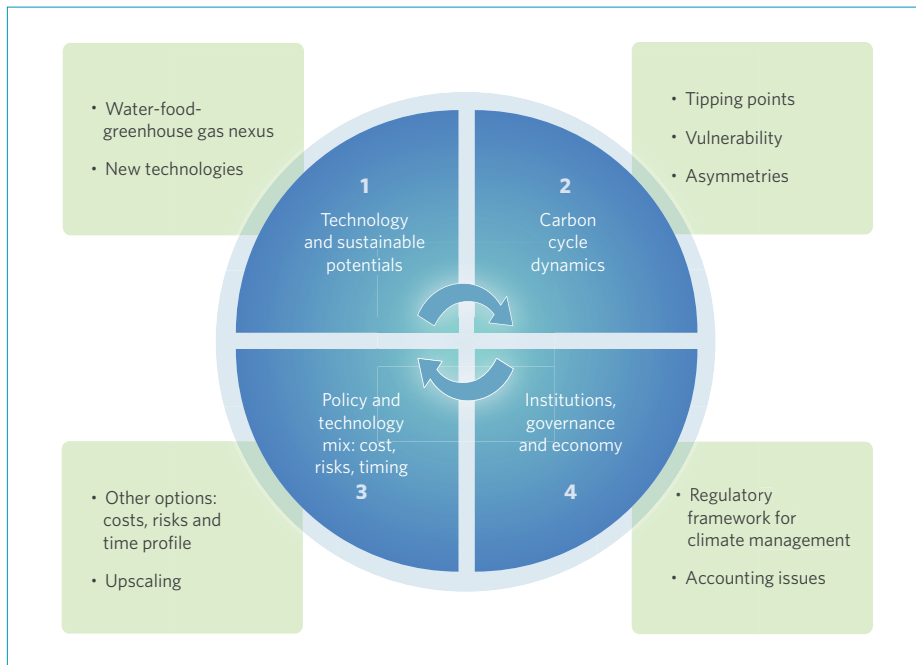 • Water-food-
greenhouse gas nexus
• New technologies
• Tipping points
• Vulnerability
• Asymmetries
1
Technology
and sustainable
potentials
2
Carbon
cycle
dynamics
Policy and
technology
mix: cost,
risks, timing
3
Institutions,
governance
and economy
4
• Other options:
costs, risks and
time profile
• Upscaling
• Regulatory
framework for
climate management
• Accounting issues